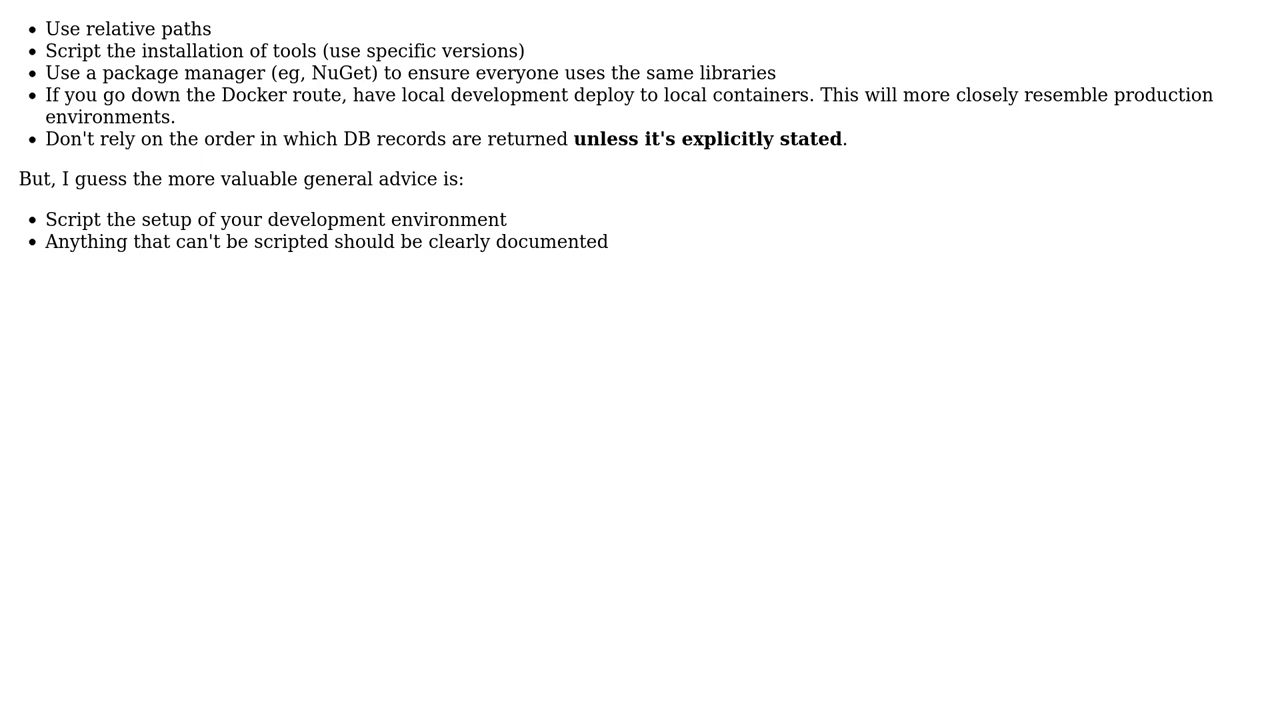 Use relative paths
Script the installation of tools (use specific versions)
Use a package manager (eg, NuGet) to ensure everyone uses the same libraries
If you go down the Docker route, have local development deploy to local containers. This will more closely resemble production
environments.
Don't rely on the order in which DB records are returned unless it's explicitly stated.
But, I guess the more valuable general advice is:
Script the setup of your development environment
Anything that can't be scripted should be clearly documented